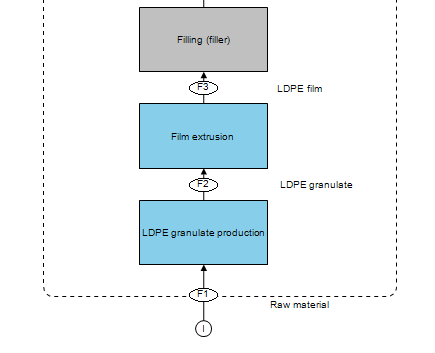 Filling (filler)
F3
LDPE film
Film extrusion
F2
LDPE granulate
LDPE granulate production
F1
Raw material
I